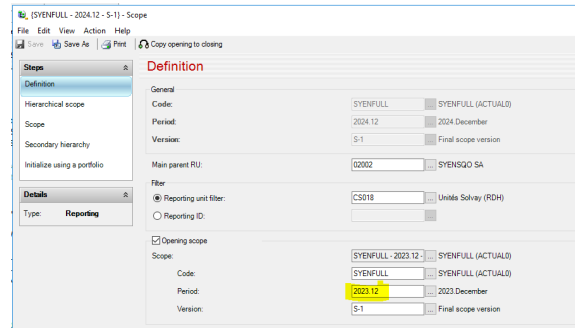 (SYENFULL - 2024.12 - S-1) - Scope
File Edit View Action Help
Save Save As Print Copy opening to closing
Steps
Definition
Hierarchical scope
Scope
Secondary hierarchy
Initialize using a portfolio
Details
Type: Reporting
Definition
General
Code: SYENFULL ... SYENFULL (ACTUAL0)
Period: 2024.12 ... 2024.December
Version: S-1 ... Final scope version
Main parent RU: 02002 ... SYENSQO SA
Filter
Reporting unit filter: CS018 ... Unités Solvay (RDH)
Reporting ID: ...
Opening scope
Scope: SYENFULL - 2023.12 - ... SYENFULL (ACTUAL0)
Code: SYENFULL ... SYENFULL (ACTUAL0)
Period: 2023.12 ... 2023.December
Version: S-1 ... Final scope version